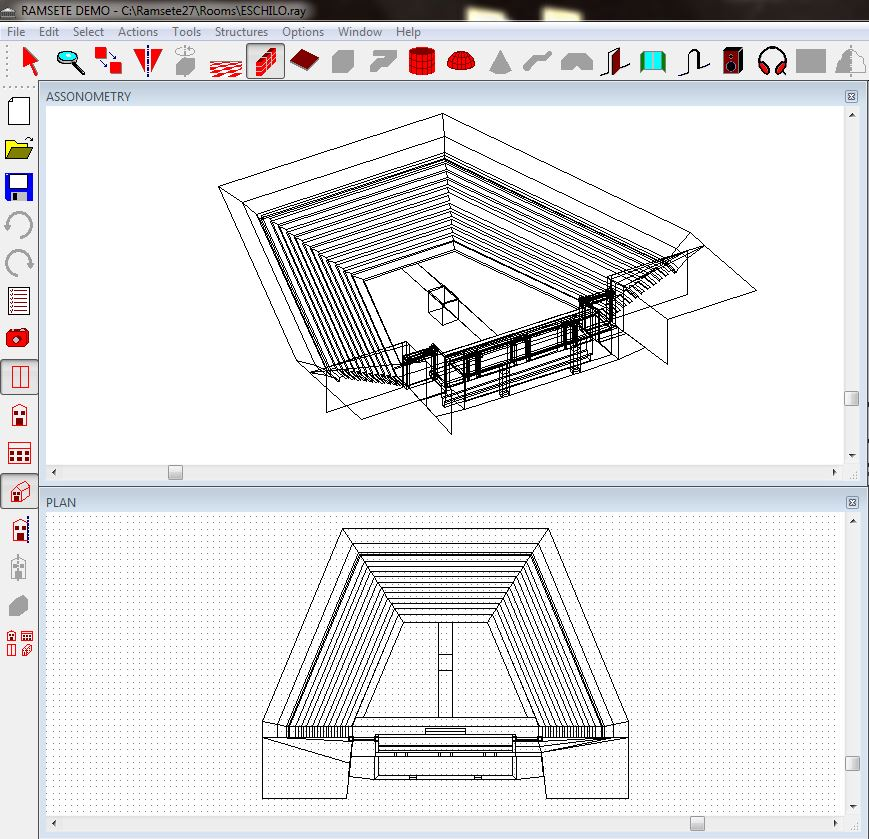 RAMSETE DEMO - C:\Ramsete27\Rooms\ESCHILO.ray
File Edit Select Actions Tools Structures Options Window Help
ASSONOMETRY
PLAN